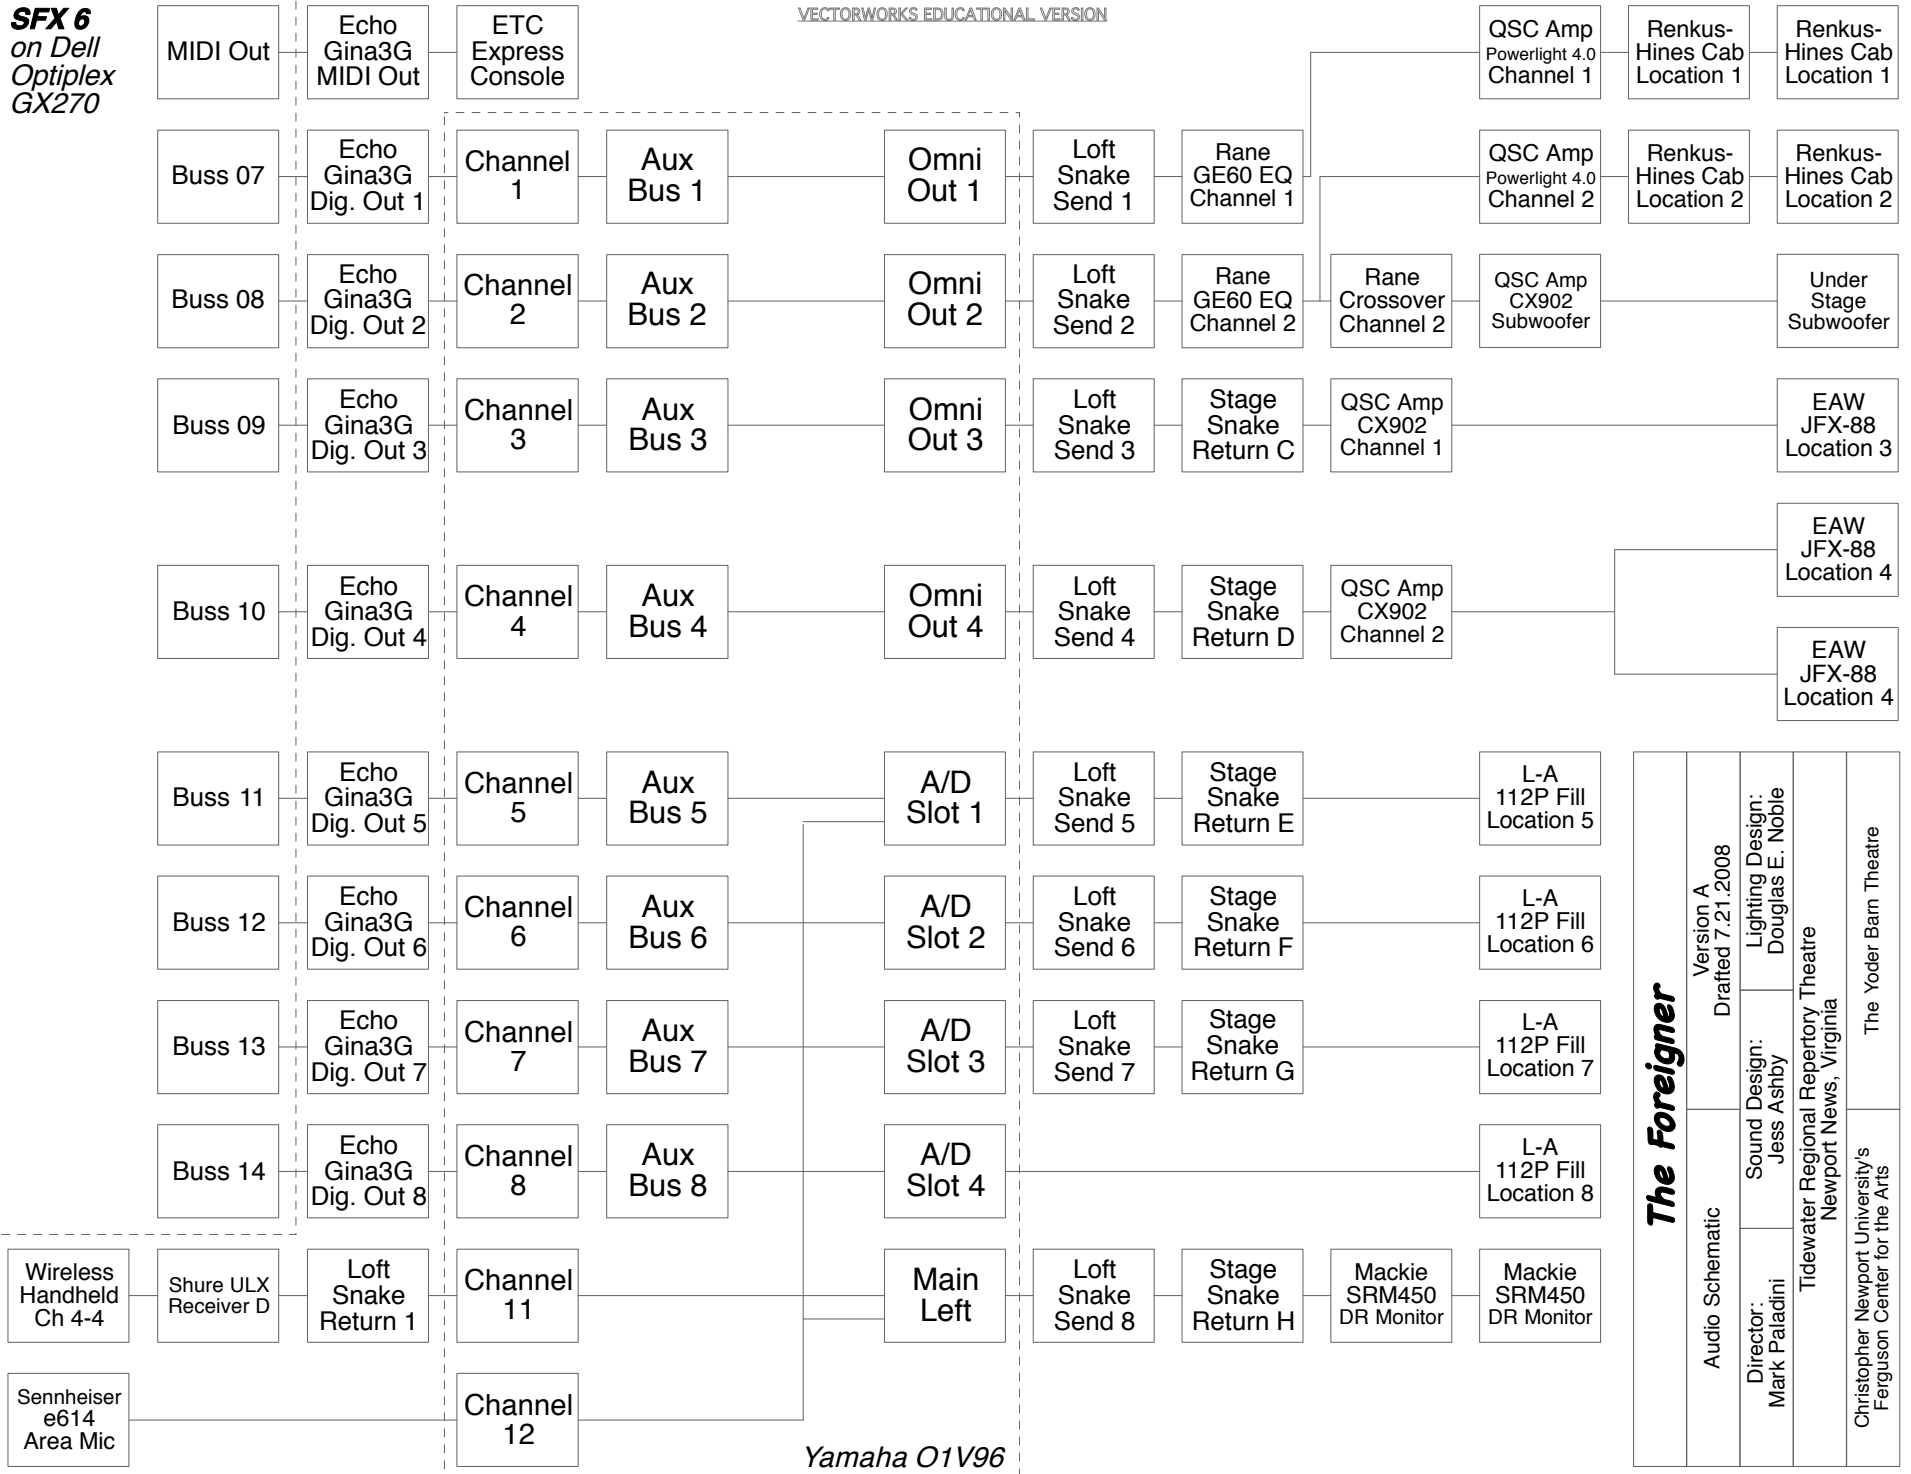 SFX 6
on Dell
Optiplex
GX270
VECTORWORKS EDUCATIONAL VERSION
MIDI Out
Echo
Gina3G
MIDI Out
ETC
Express
Console
QSC Amp
Powerlight 4.0
Channel 1
Renkus-
Hines Cab
Location 1
Renkus-
Hines Cab
Location 1
Buss 07
Echo
Gina3G
Dig. Out 1
Channel
1
Aux
Bus 1
Omni
Out 1
Loft
Snake
Send 1
Rane
GE60 EQ
Channel 1
QSC Amp
Powerlight 4.0
Channel 2
Renkus-
Hines Cab
Location 2
Renkus-
Hines Cab
Location 2
Buss 08
Echo
Gina3G
Dig. Out 2
Channel
2
Aux
Bus 2
Omni
Out 2
Loft
Snake
Send 2
Rane
GE60 EQ
Channel 2
Rane
Crossover
Channel 2
QSC Amp
CX902
Subwoofer
Under
Stage
Subwoofer
Buss 09
Echo
Gina3G
Dig. Out 3
Channel
3
Aux
Bus 3
Omni
Out 3
Loft
Snake
Send 3
Stage
Snake
Return C
QSC Amp
CX902
Channel 1
EAW
JFX-88
Location 3
EAW
JFX-88
Location 4
Buss 10
Echo
Gina3G
Dig. Out 4
Channel
4
Aux
Bus 4
Omni
Out 4
Loft
Snake
Send 4
Stage
Snake
Return D
QSC Amp
CX902
Channel 2
EAW
JFX-88
Location 4
Buss 11
Echo
Gina3G
Dig. Out 5
Channel
5
Aux
Bus 5
A/D
Slot 1
Loft
Snake
Send 5
Stage
Snake
Return E
L-A
112P Fill
Location 5
Buss 12
Echo
Gina3G
Dig. Out 6
Channel
6
Aux
Bus 6
A/D
Slot 2
Loft
Snake
Send 6
Stage
Snake
Return F
L-A
112P Fill
Location 6
Buss 13
Echo
Gina3G
Dig. Out 7
Channel
7
Aux
Bus 7
A/D
Slot 3
Loft
Snake
Send 7
Stage
Snake
Return G
L-A
112P Fill
Location 7
Buss 14
Echo
Gina3G
Dig. Out 8
Channel
8
Aux
Bus 8
A/D
Slot 4
L-A
112P Fill
Location 8
Wireless
Handheld
Ch 4-4
Shure ULX
Receiver D
Loft
Snake
Return 1
Channel
11
Main
Left
Loft
Snake
Send 8
Stage
Snake
Return H
Mackie
SRM450
DR Monitor
Mackie
SRM450
DR Monitor
Sennheiser
e614
Area Mic
Channel
12
Yamaha O1V96
The Foreigner
Audio Schematic
Version A
Drafted 7.21.2008
Director:
Mark Paladini
Sound Design:
Jess Ashby
Lighting Design:
Douglas E. Noble
Tidewater Regional Repertory Theatre
Newport News, Virginia
Christopher Newport University's
Ferguson Center for the Arts
The Yoder Barn Theatre